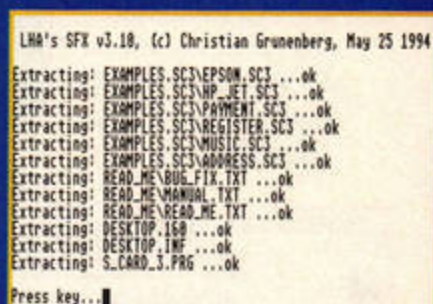 LHA's SFX v3.10, (c) Christian Grunenberg, May 25 1994
Extracting: EXAMPLES.SC3\EPSON.SC3 ...ok
Extracting: EXAMPLES.SC3\HP_JET.SC3 ...ok
Extracting: EXAMPLES.SC3\PAYMENT.SC3 ...ok
Extracting: EXAMPLES.SC3\REGISTER.SC3 ...ok
Extracting: EXAMPLES.SC3\MUSIC.SC3 ...ok
Extracting: EXAMPLES.SC3\ADDRESS.SC3 ...ok
Extracting: READ_ME\BUG_FIX.TXT ...ok
Extracting: READ_ME\MANUAL.TXT ...ok
Extracting: READ_ME\READ_ME.TXT ...ok
Extracting: DESKTOP.160 ...ok
Extracting: DESKTOP.INF ...ok
Extracting: S_CARD_3.PRG ...ok
Press key...